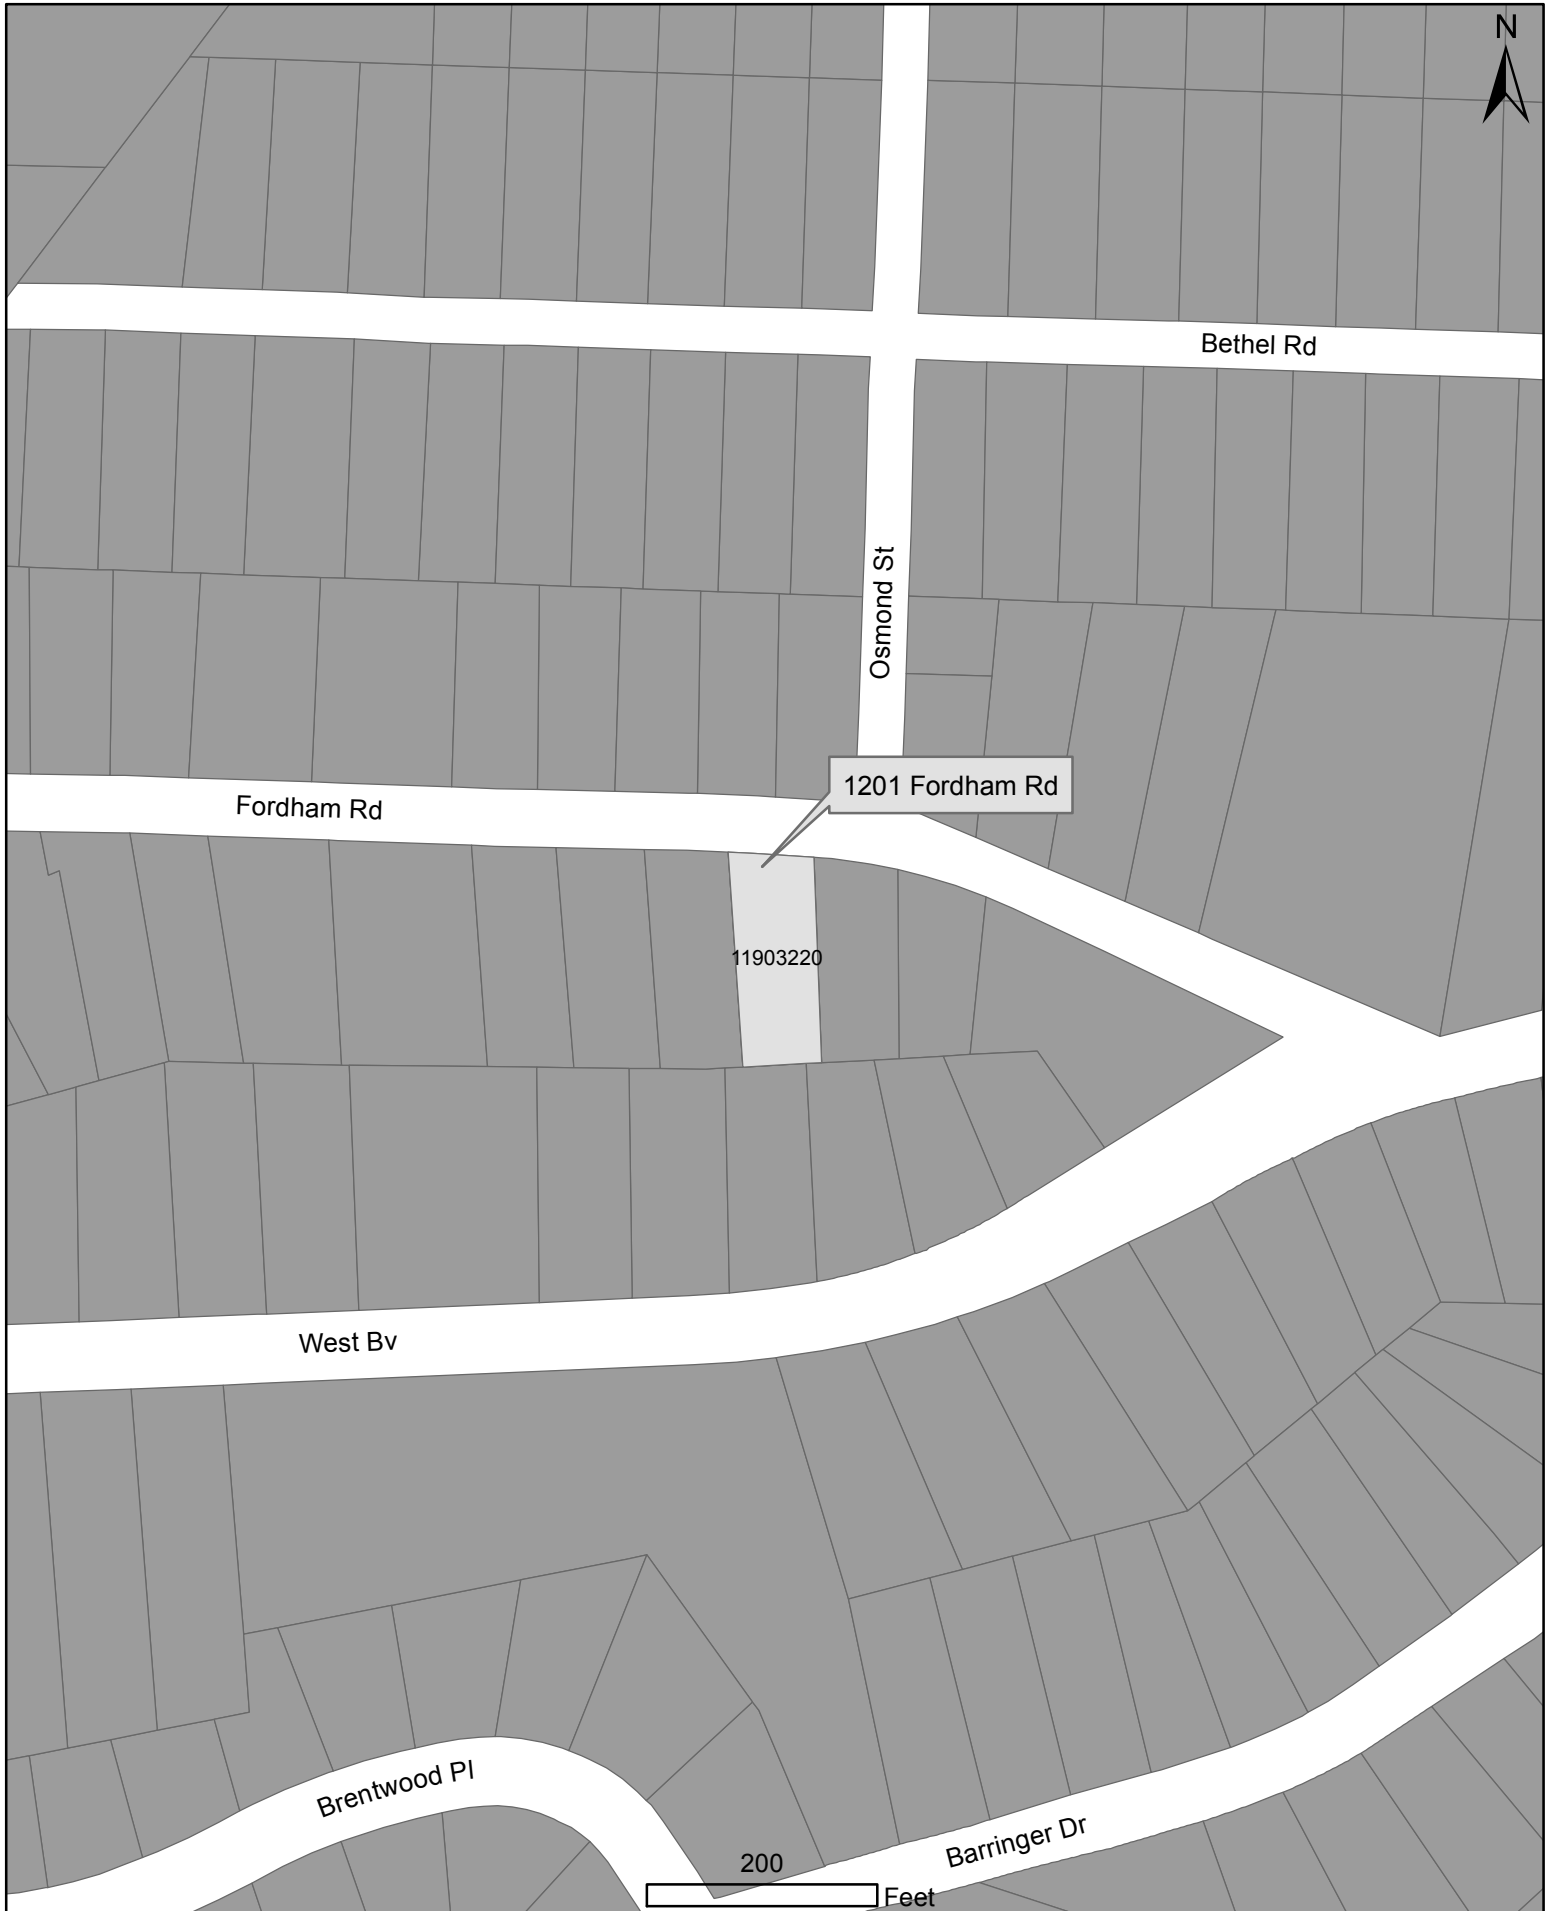 N
Bethel Rd
Osmond St
1201 Fordham Rd
Fordham Rd
11903220
West Bv
Brentwood Pl
Barringer Dr
200
Feet